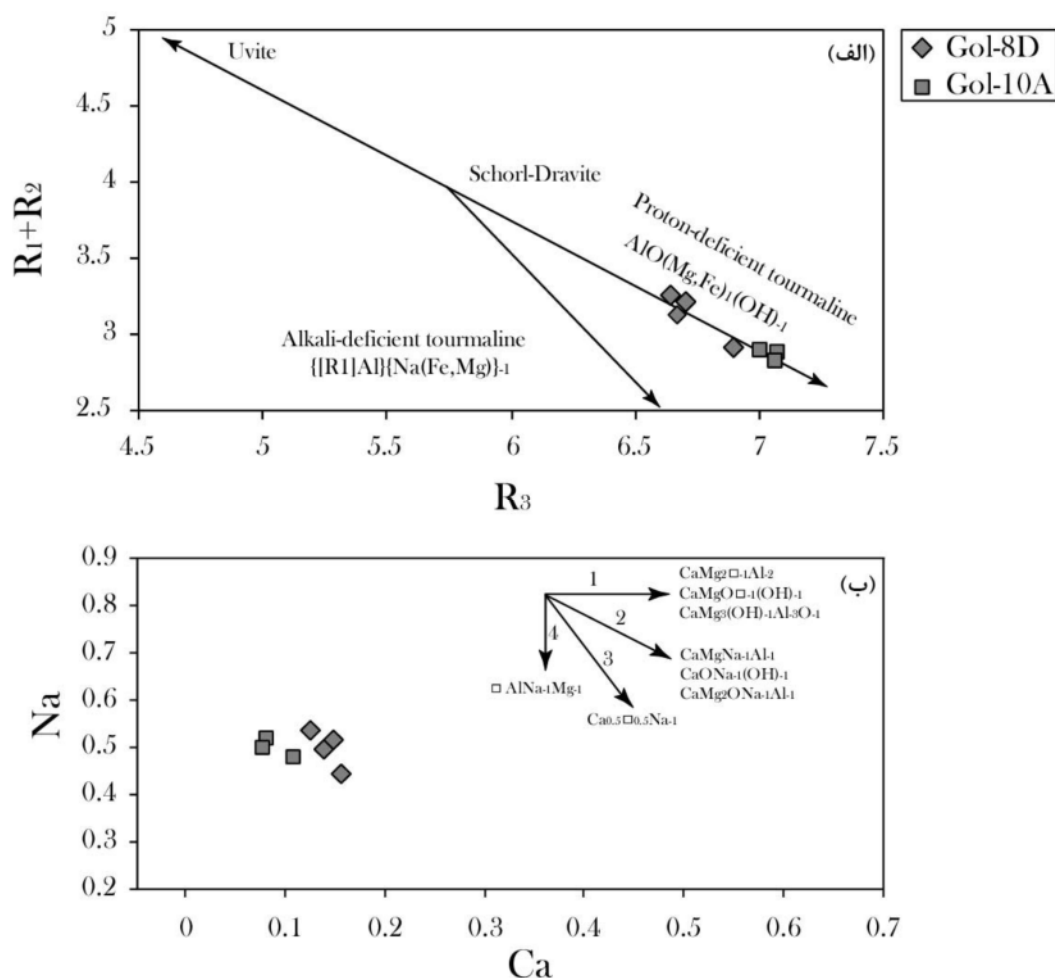 (الف)
Gol-8D
Gol-10A
5
4.5
4
3.5
3
2.5
R1+R2
Uvite
Schorl-Dravite
Proton-deficient tourmaline
AlO(Mg,Fe)-1(OH)-1
Alkali-deficient tourmaline
{[R1]Al}{Na(Fe,Mg)}-1
4.5 5 5.5 6 6.5 7 7.5
R3
(ب)
0.9
0.8
0.7
0.6
0.5
0.4
0.3
0.2
Na
1
CaMg2□-1Al-2
CaMgO□-1(OH)-1
CaMg3(OH)-1Al-3O-1
2
CaMgNa-1Al-1
CaONa-1(OH)-1
CaMg2ONa-1Al-1
3
Ca0.5□0.5Na-1
4
□AlNa-1Mg-1
0 0.1 0.2 0.3 0.4 0.5 0.6 0.7
Ca